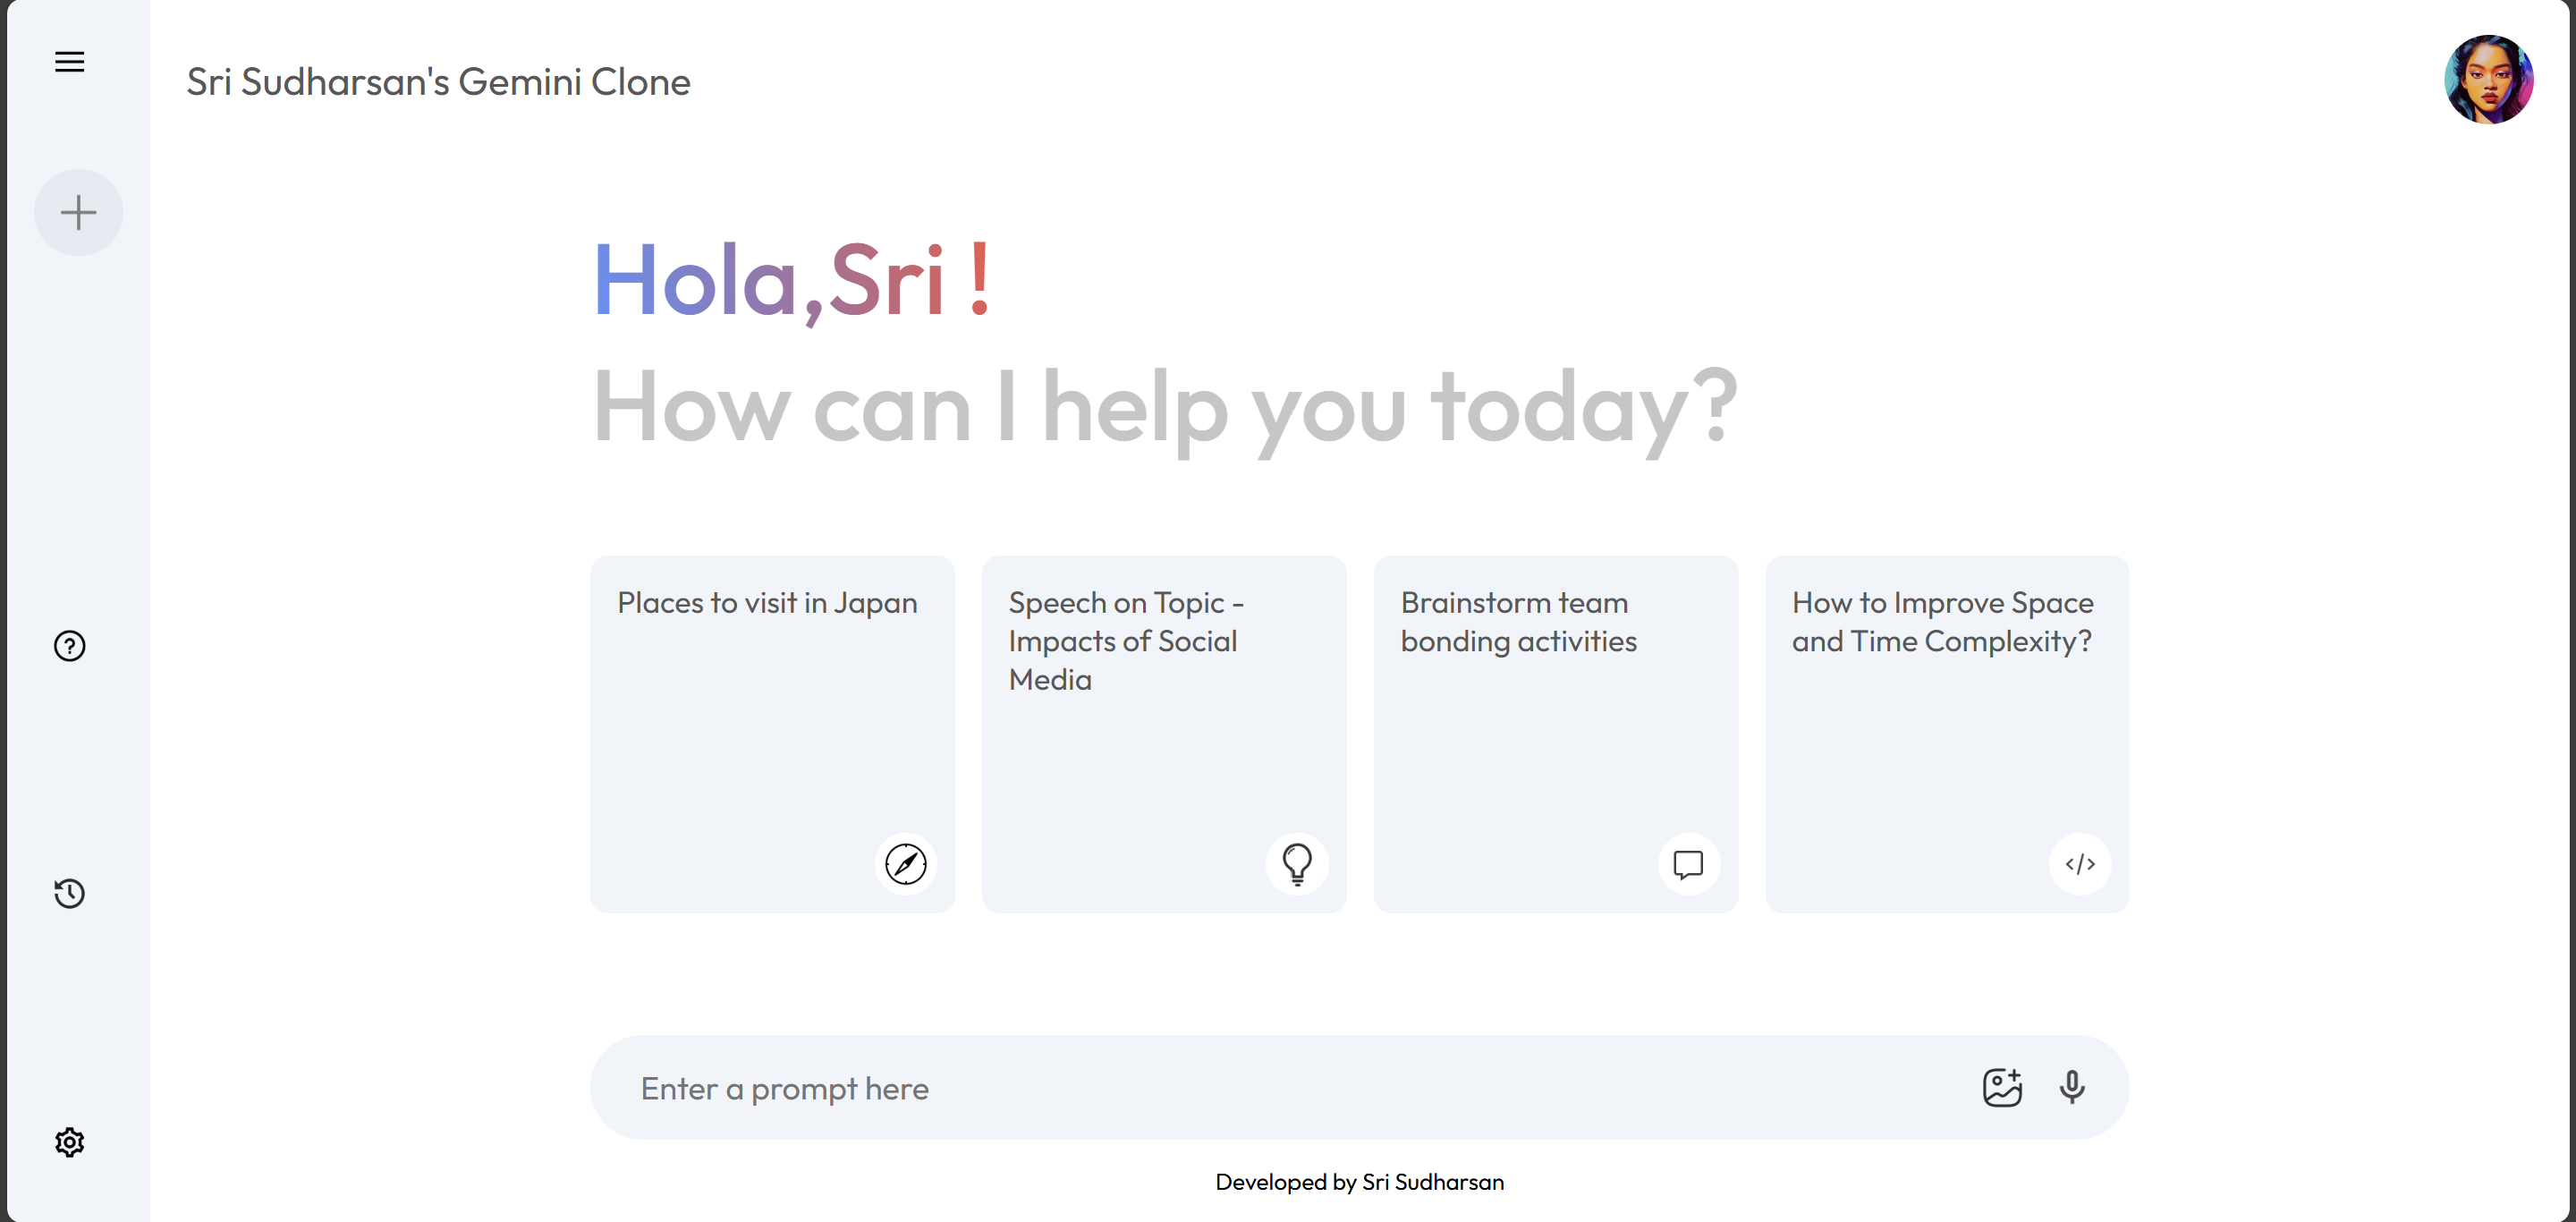 Sri Sudharsan's Gemini Clone
Hola,Sri !
How can I help you today?
Places to visit in Japan
Speech on Topic -
Impacts of Social
Media
Brainstorm team
bonding activities
How to Improve Space
and Time Complexity?
Enter a prompt here
Developed by Sri Sudharsan